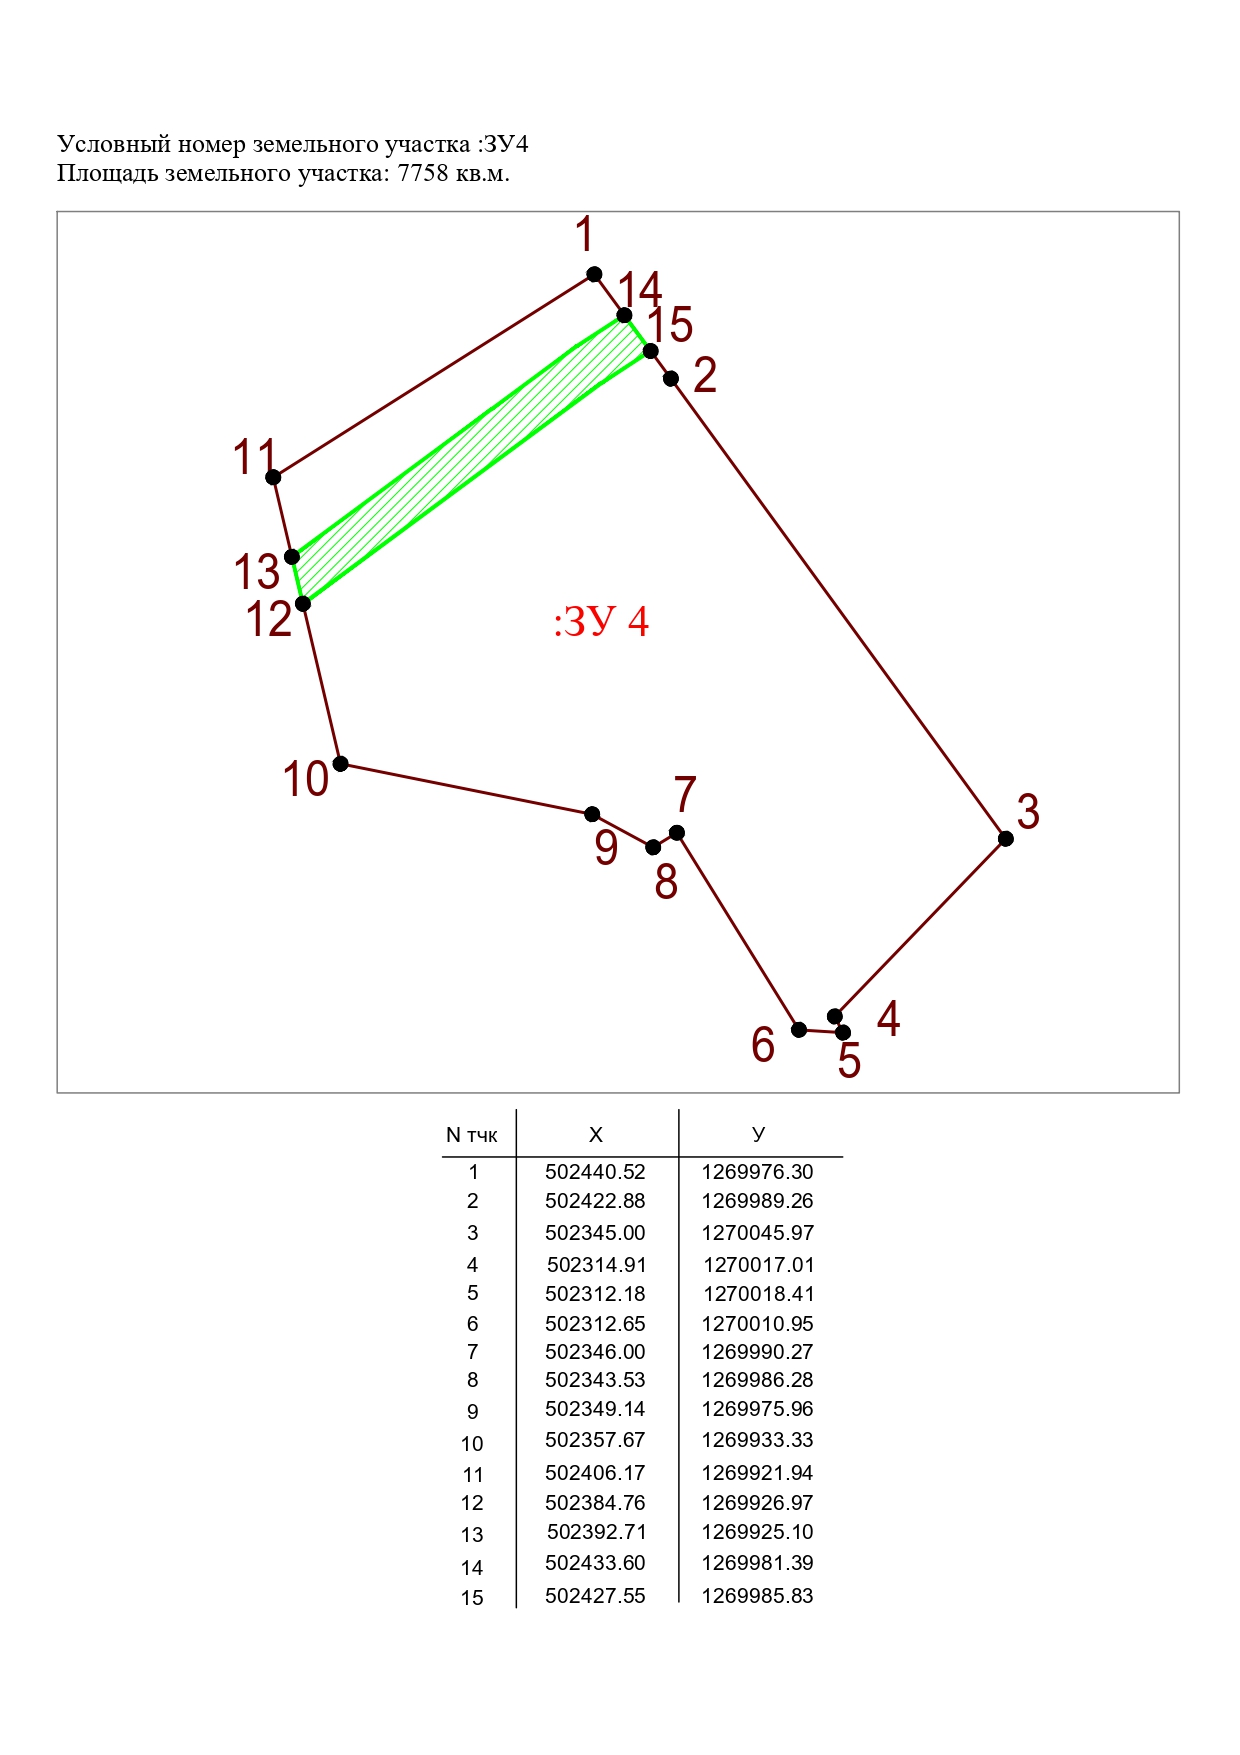 Условный номер земельного участка :ЗУ4
Площадь земельного участка: 7758 кв.м.
1
14
15
2
11
13
12
:ЗУ 4
10
7
3
9
8
4
6
5
N тчк X У
1 502440.52 1269976.30
2 502422.88 1269989.26
3 502345.00 1270045.97
4 502314.91 1270017.01
5 502312.18 1270018.41
6 502312.65 1270010.95
7 502346.00 1269990.27
8 502343.53 1269986.28
9 502349.14 1269975.96
10 502357.67 1269933.33
11 502406.17 1269921.94
12 502384.76 1269926.97
13 502392.71 1269925.10
14 502433.60 1269981.39
15 502427.55 1269985.83